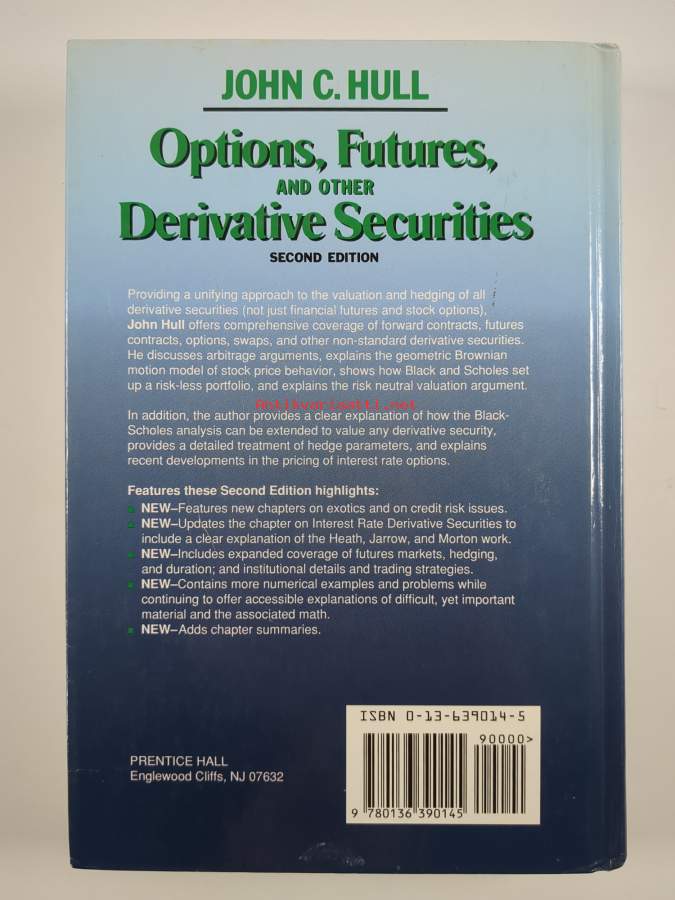 JOHN C. HULL
Options, Futures,
AND OTHER
Derivative Securities
SECOND EDITION
Providing a unifying approach to the valuation and hedging of all
derivative securities (not just financial futures and stock options),
John Hull offers comprehensive coverage of forward contracts, futures
contracts, options, swaps, and other non-standard derivative securities.
He discusses arbitrage arguments, explains the geometric Brownian
motion model of stock price behavior, shows how Black and Scholes set
up a risk-less portfolio, and explains the risk neutral valuation argument.
Antikvariaatti.net
In addition, the author provides a clear explanation of how the Black-
Scholes analysis can be extended to value any derivative security,
provides a detailed treatment of hedge parameters, and explains
recent developments in the pricing of interest rate options.
Features these Second Edition highlights:
NEW–Features new chapters on exotics and on credit risk issues.
NEW–Updates the chapter on Interest Rate Derivative Securities to
include a clear explanation of the Heath, Jarrow, and Morton work.
NEW–Includes expanded coverage of futures markets, hedging,
and duration; and institutional details and trading strategies.
NEW–Contains more numerical examples and problems while
continuing to offer accessible explanations of difficult, yet important
material and the associated math.
NEW–Adds chapter summaries.
ISBN 0-13-639014-5
90000>
PRENTICE HALL
Englewood Cliffs, NJ 07632
9 780136 390145